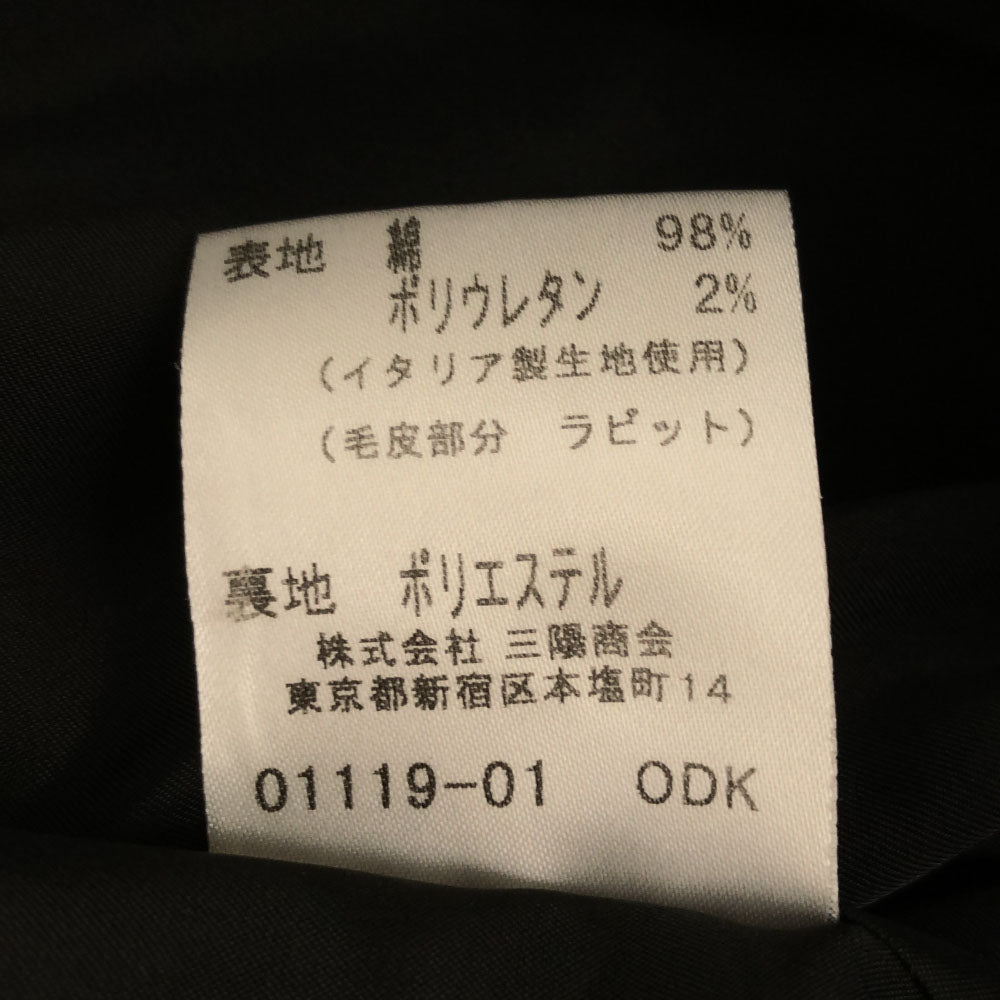 表地 綿 98%
ポリウレタン 2%
(イタリア製生地使用)
(毛皮部分 ラビット)
裏地 ポリエステル
株式会社 三陽商会
東京都新宿区本塩町14
01119-01 ODK